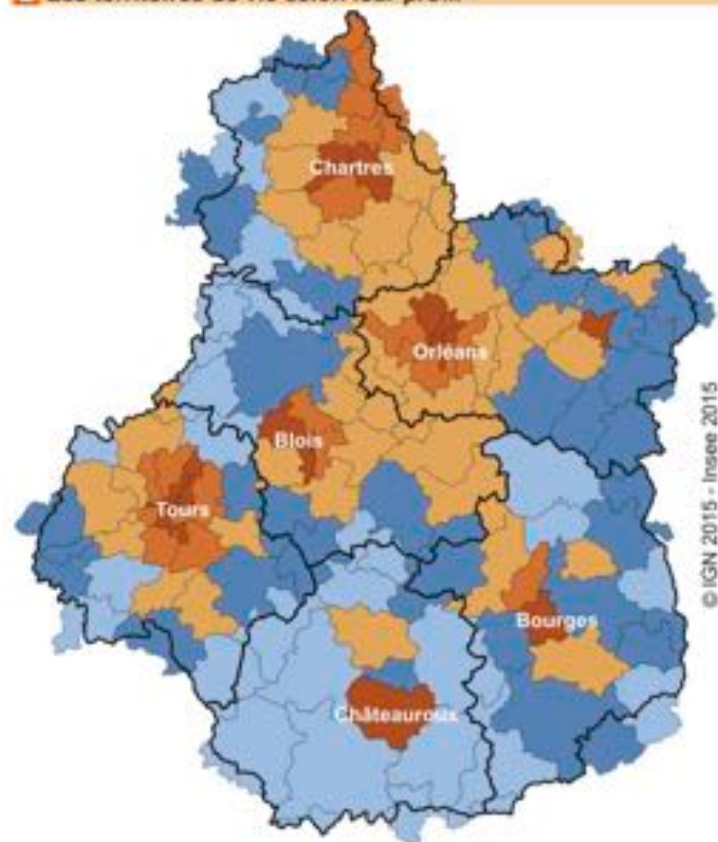 Chartres
Orléans
Blois
Tours
Bourges
Châteauroux
© IGN 2015 - Insee 2015